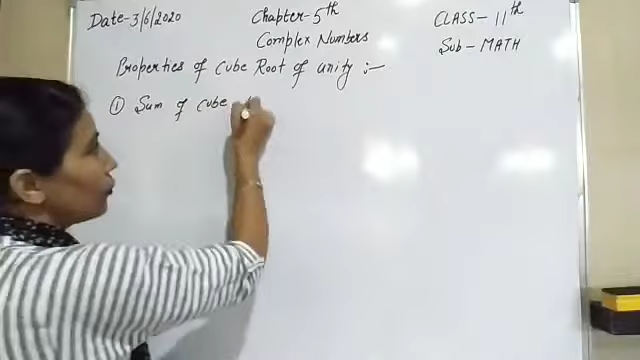 Date-3/6/2020 Chapter-5th CLASS-11th
Complex Numbers Sub-MATH
Properties of Cube Root of unity :-
① Sum of cube